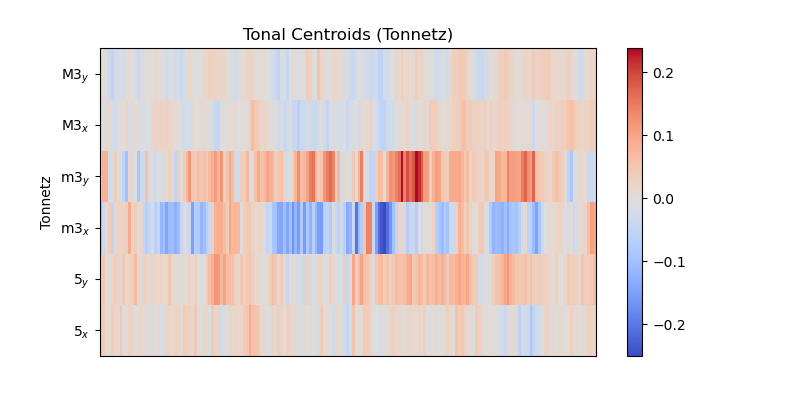 Tonal Centroids (Tonnetz)
Tonnetz
M3y
M3x
m3y
m3x
5y
5x
0.2
0.1
0.0
−0.1
−0.2